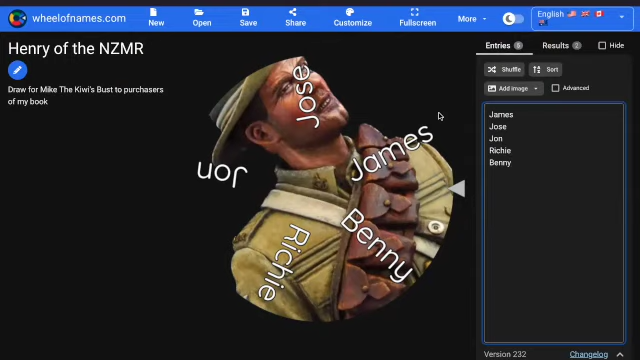 wheelofnames.com
New
Open
Save
Share
Customize
Fullscreen
More
English
Henry of the NZMR
Draw for Mike The Kiwi's Bust to purchasers
of my book
Jose
James
Jon
Benny
Richie
Entries
Results 2
Hide
Shuffle
Sort
Add image
Advanced
James
Jose
Jon
Richie
Benny
Version 232
Changelog